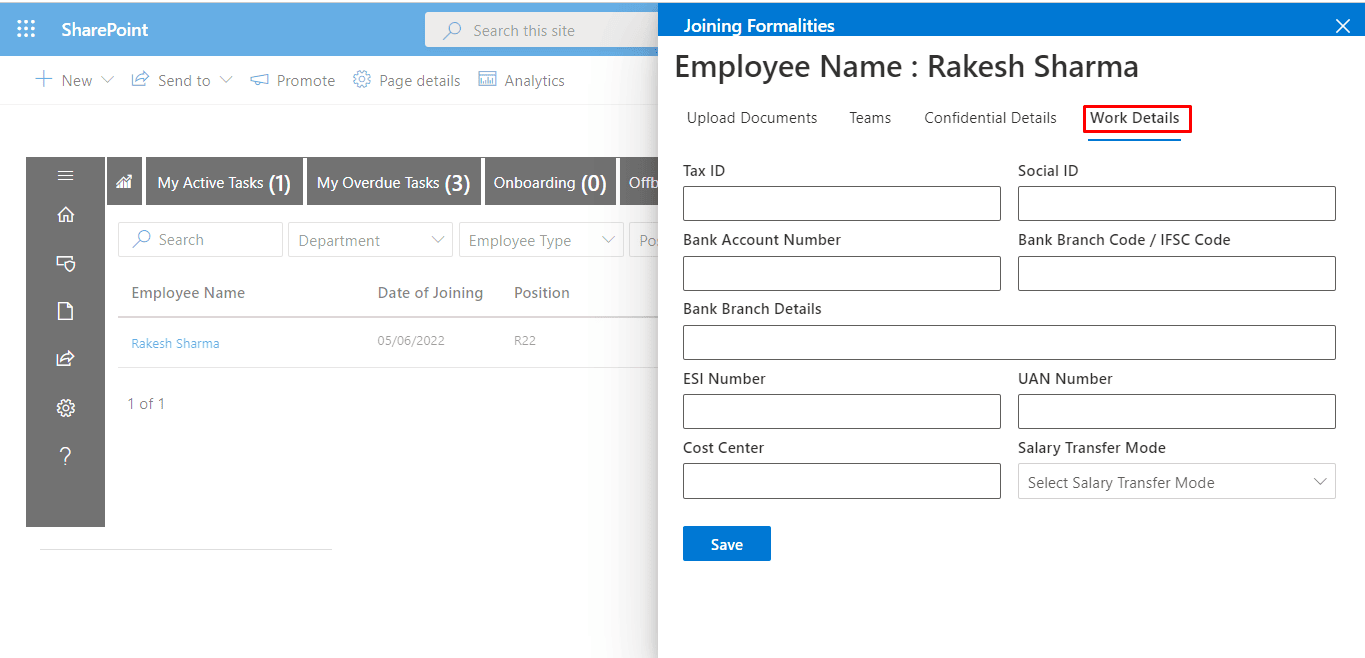 SharePoint
Search this site
New
Send to
Promote
Page details
Analytics
My Active Tasks (1)
My Overdue Tasks (3)
Onboarding (0)
Offb
Search
Department
Employee Type
Po
Employee Name Date of Joining Position
Rakesh Sharma 05/06/2022 R22
1 of 1
?
Joining Formalities
Employee Name : Rakesh Sharma
Upload Documents Teams Confidential Details Work Details
Tax ID
Social ID
Bank Account Number
Bank Branch Code / IFSC Code
Bank Branch Details
ESI Number
UAN Number
Cost Center
Salary Transfer Mode
Select Salary Transfer Mode
Save